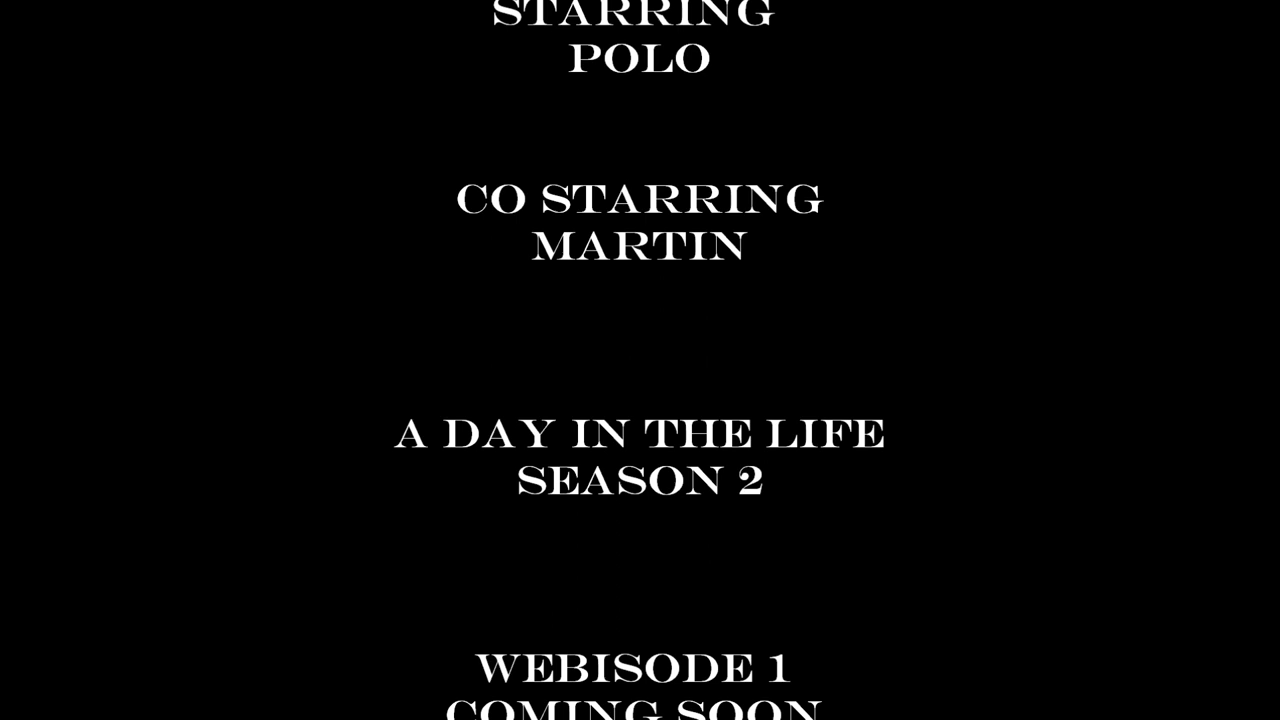 STARRING
POLO
CO STARRING
MARTIN
A DAY IN THE LIFE
SEASON 2
WEBISODE 1
COMING SOON